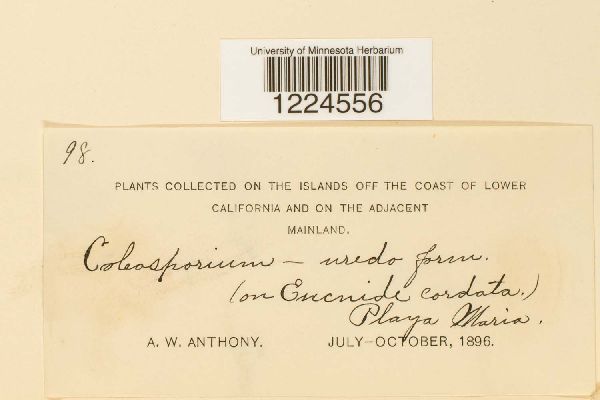 University of Minnesota Herbarium
1224556
98.
PLANTS COLLECTED ON THE ISLANDS OFF THE COAST OF LOWER
CALIFORNIA AND ON THE ADJACENT
MAINLAND.
Coleosporium – uredo form.
(on Eucnide cordata.)
Playa Maria.
A. W. ANTHONY. JULY–OCTOBER, 1896.